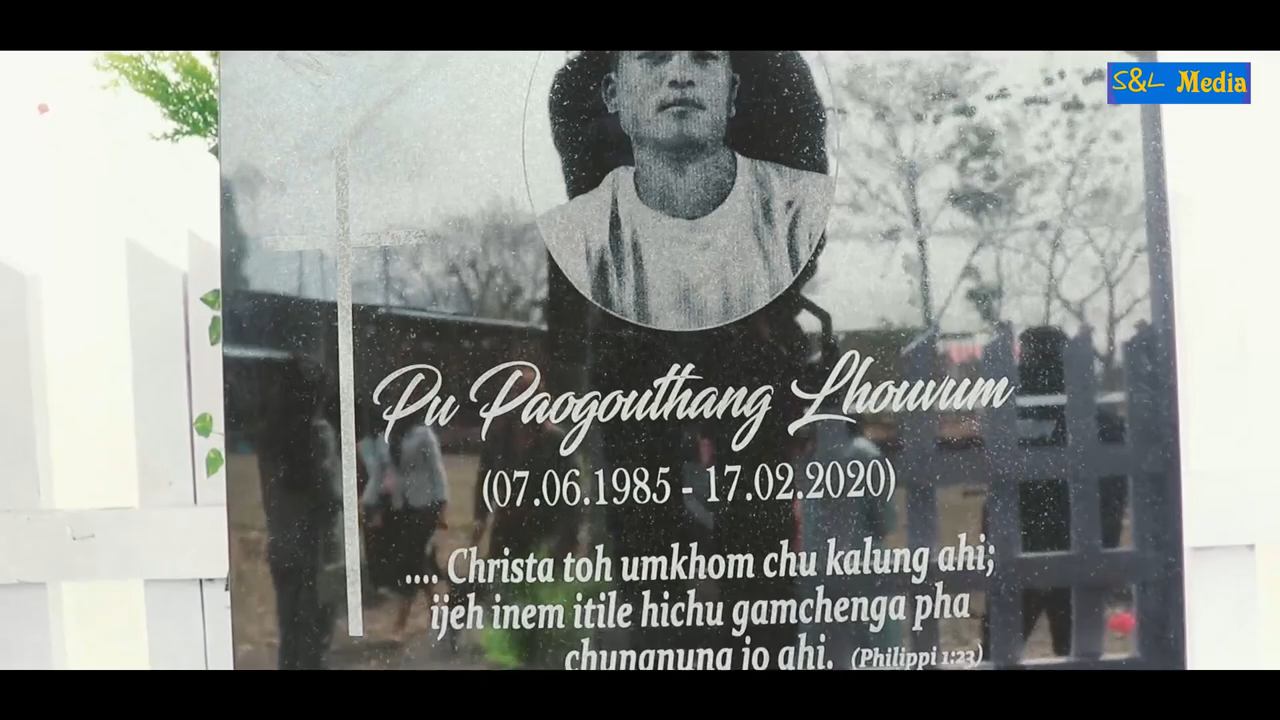 S&L Media
Pu Paogouthang Lhouvum
(07.06.1985 - 17.02.2020)
.... Christa toh umkhom chu kalung ahi;
ijeh inem itile hichu gamchenga pha
chungnung jo ahi. (Philippi 1:23)